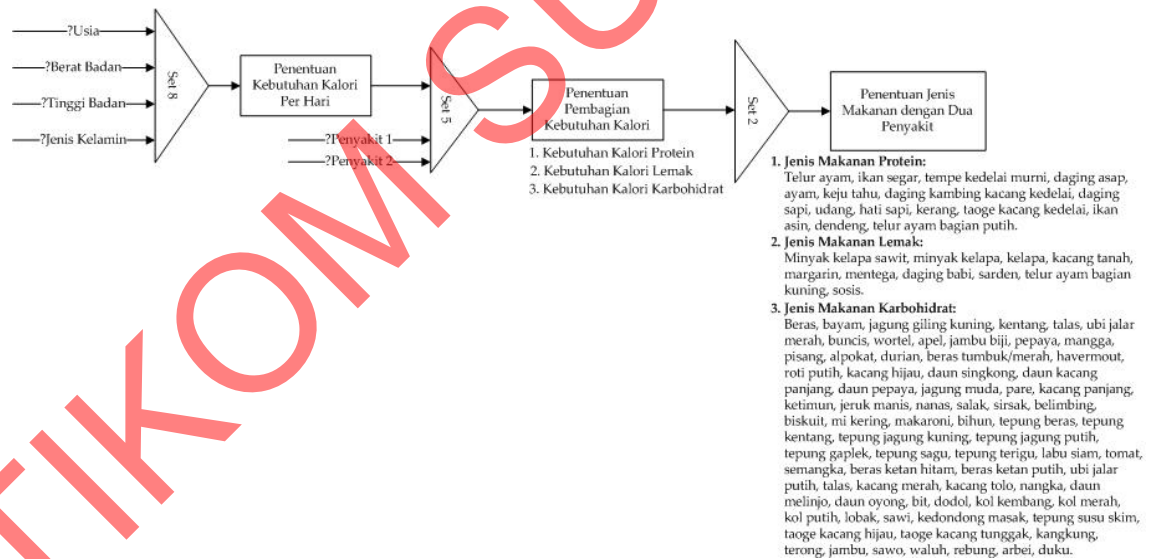 ?Usia
?Berat Badan
?Tinggi Badan
?Jenis Kelamin
Set 8
Penentuan
Kebutuhan Kalori
Per Hari
?Penyakit 1
?Penyakit 2
Set 5
Penentuan
Pembagian
Kebutuhan Kalori
1. Kebutuhan Kalori Protein
2. Kebutuhan Kalori Lemak
3. Kebutuhan Kalori Karbohidrat
Set 2
Penentuan Jenis
Makanan dengan Dua
Penyakit
1. Jenis Makanan Protein:
Telur ayam, ikan segar, tempe kedelai murni, daging asap,
ayam, keju tahu, daging kambing kacang kedelai, daging
sapi, udang, hati sapi, kerang, taoge kacang kedelai, ikan
asin, dendeng, telur ayam bagian putih.
2. Jenis Makanan Lemak:
Minyak kelapa sawit, minyak kelapa, kelapa, kacang tanah,
margarin, mentega, daging babi, sarden, telur ayam bagian
kuning, sosis.
3. Jenis Makanan Karbohidrat:
Beras, bayam, jagung giling kuning, kentang, talas, ubi jalar
merah, buncis, wortel, apel, jambu biji, pepaya, mangga,
pisang, alpokat, durian, beras tumbuk/merah, havermout,
roti putih, kacang hijau, daun singkong, daun kacang
panjang, daun pepaya, jagung muda, pare, kacang panjang,
ketimun, jeruk manis, nanas, salak, sirsak, belimbing,
biskuit, mi kering, makaroni, bihun, tepung beras, tepung
kentang, tepung jagung kuning, tepung jagung putih,
tepung gaplek, tepung sagu, tepung terigu, labu siam, tomat,
semangka, beras ketan hitam, beras ketan putih, ubi jalar
putih, talas, kacang merah, kacang tolo, nangka, daun
melinjo, daun oyong, bit, dodol, kol kembang, kol merah,
kol putih, lobak, sawi, kedondong masak, tepung susu skim,
taoge kacang hijau, taoge kacang tunggak, kangkung,
terong, jambu, sawo, waluh, rebung, arbei, duku.
TIKOM SU